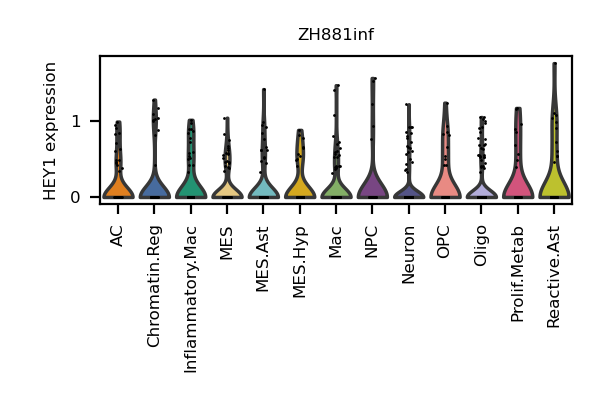 ZH881inf
HEY1 expression
1
0
AC
Chromatin.Reg
Inflammatory.Mac
MES
MES.Ast
MES.Hyp
Mac
NPC
Neuron
OPC
Oligo
Prolif.Metab
Reactive.Ast